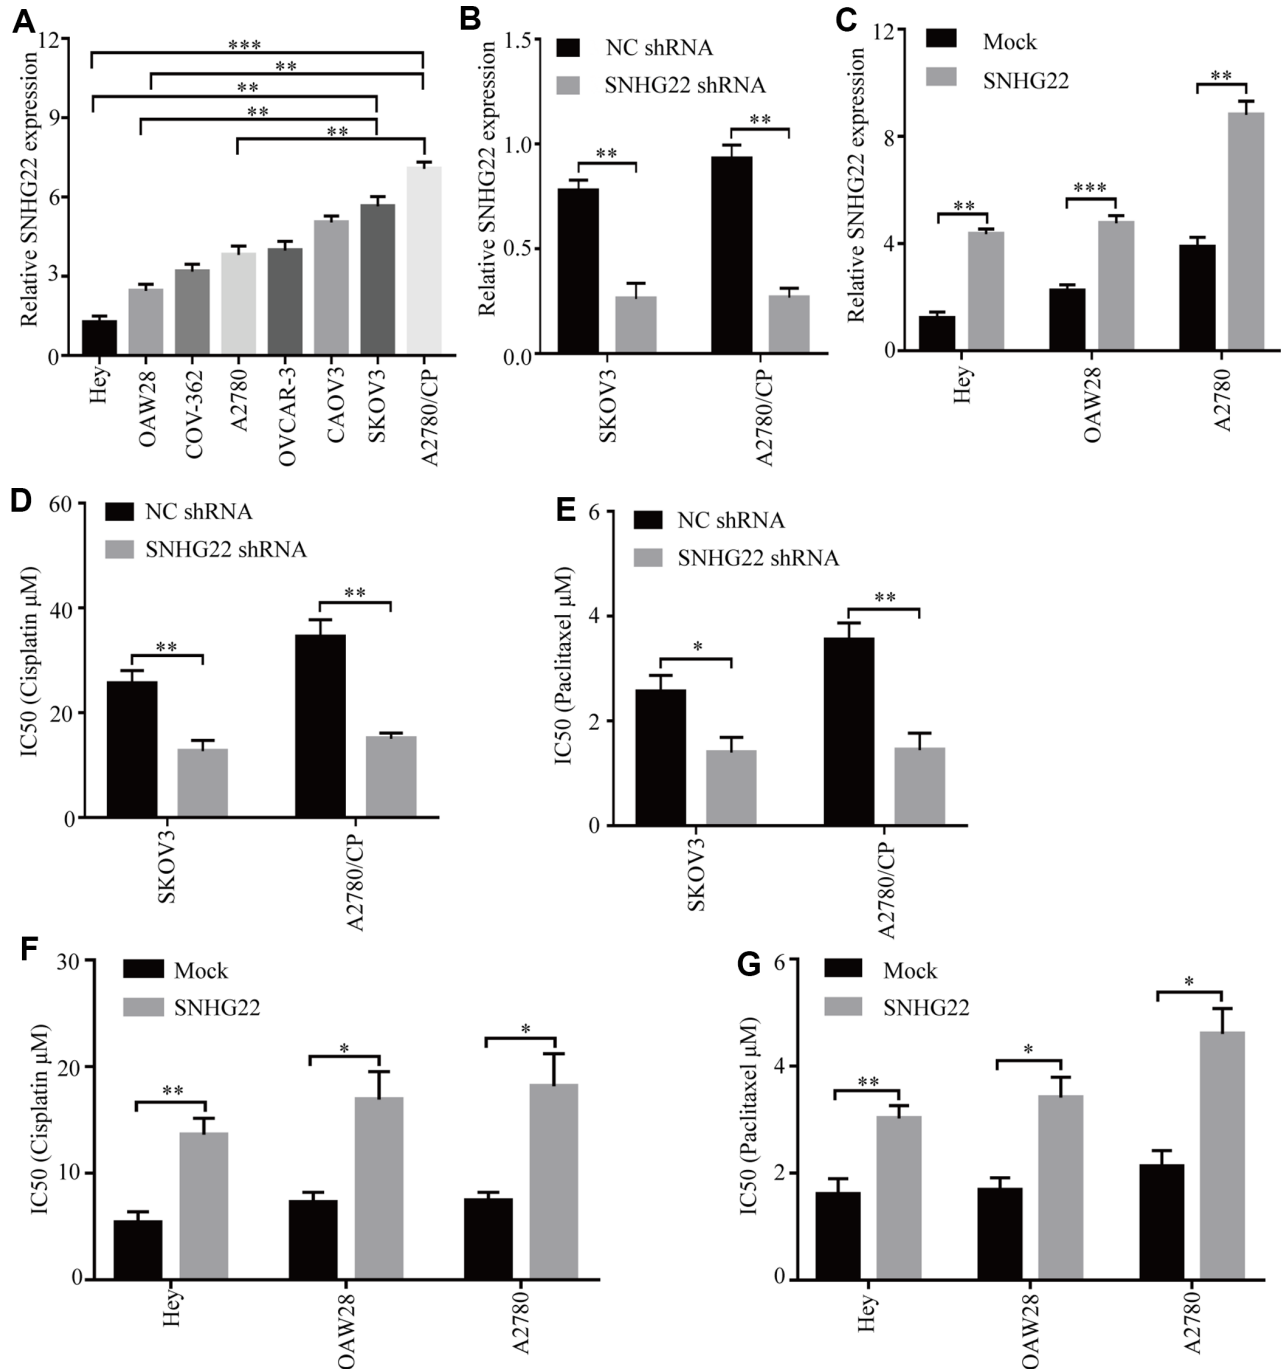 A
Relative SNHG22 expression
12
9
6
3
0
***
**
**
**
**
Hey
OAW28
COV-362
A2780
OVCAR-3
CAOV3
SKOV3
A2780/CP
B
Relative SNHG22 expression
1.5
1.0
0.5
0.0
NC shRNA
SNHG22 shRNA
**
**
SKOV3
A2780/CP
C
Relative SNHG22 expression
12
8
4
0
Mock
SNHG22
**
***
**
Hey
OAW28
A2780
D
IC50 (Cisplatin µM)
60
40
20
0
NC shRNA
SNHG22 shRNA
**
**
SKOV3
A2780/CP
E
IC50 (Paclitaxel µM)
6
4
2
0
NC shRNA
SNHG22 shRNA
*
**
SKOV3
A2780/CP
F
IC50 (Cisplatin µM)
30
20
10
0
Mock
SNHG22
**
*
*
Hey
OAW28
A2780
G
IC50 (Paclitaxel µM)
6
4
2
0
Mock
SNHG22
**
*
*
Hey
OAW28
A2780